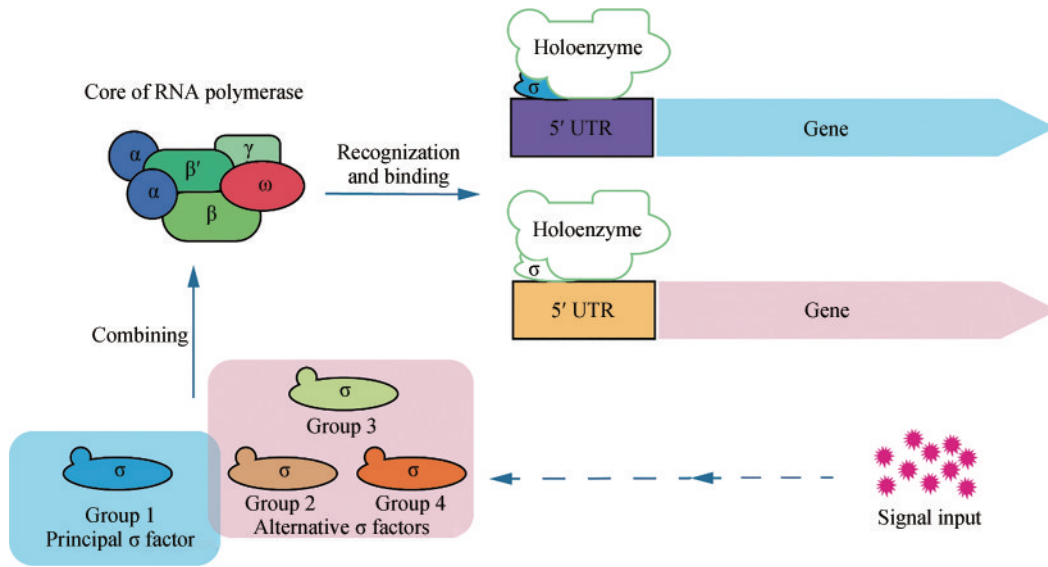 Core of RNA polymerase
α
α
β′
γ
ω
β
Recognization
and binding
Holoenzyme
σ
5′ UTR
Gene
Holoenzyme
σ
5′ UTR
Gene
Combining
σ
Group 3
σ
Group 1
Principal σ factor
σ
Group 2
σ
Group 4
Alternative σ factors
Signal input